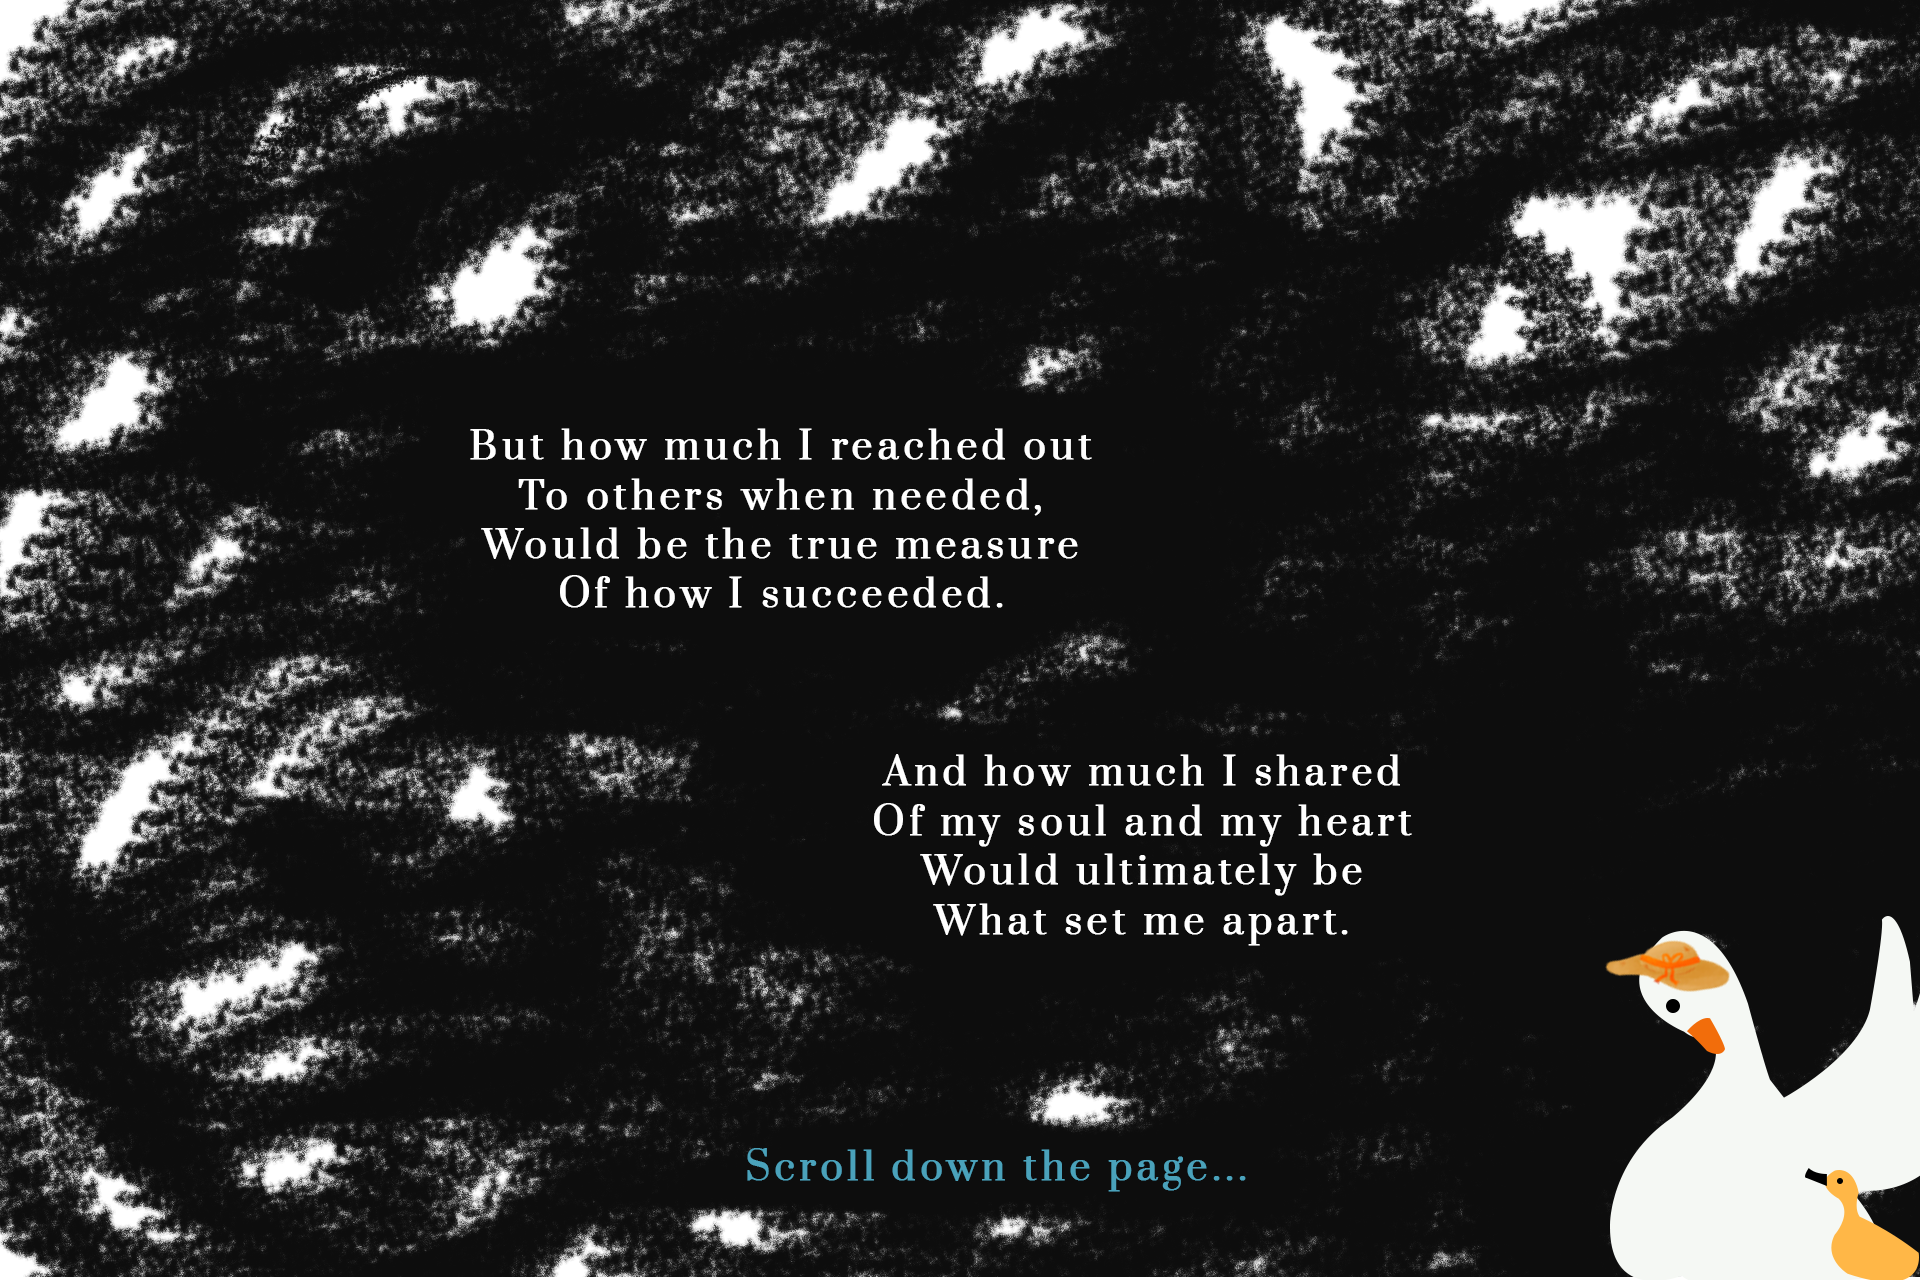 But how much I reached out
To others when needed,
Would be the true measure
Of how I succeeded.
And how much I shared
Of my soul and my heart
Would ultimately be
What set me apart.
Scroll down the page...